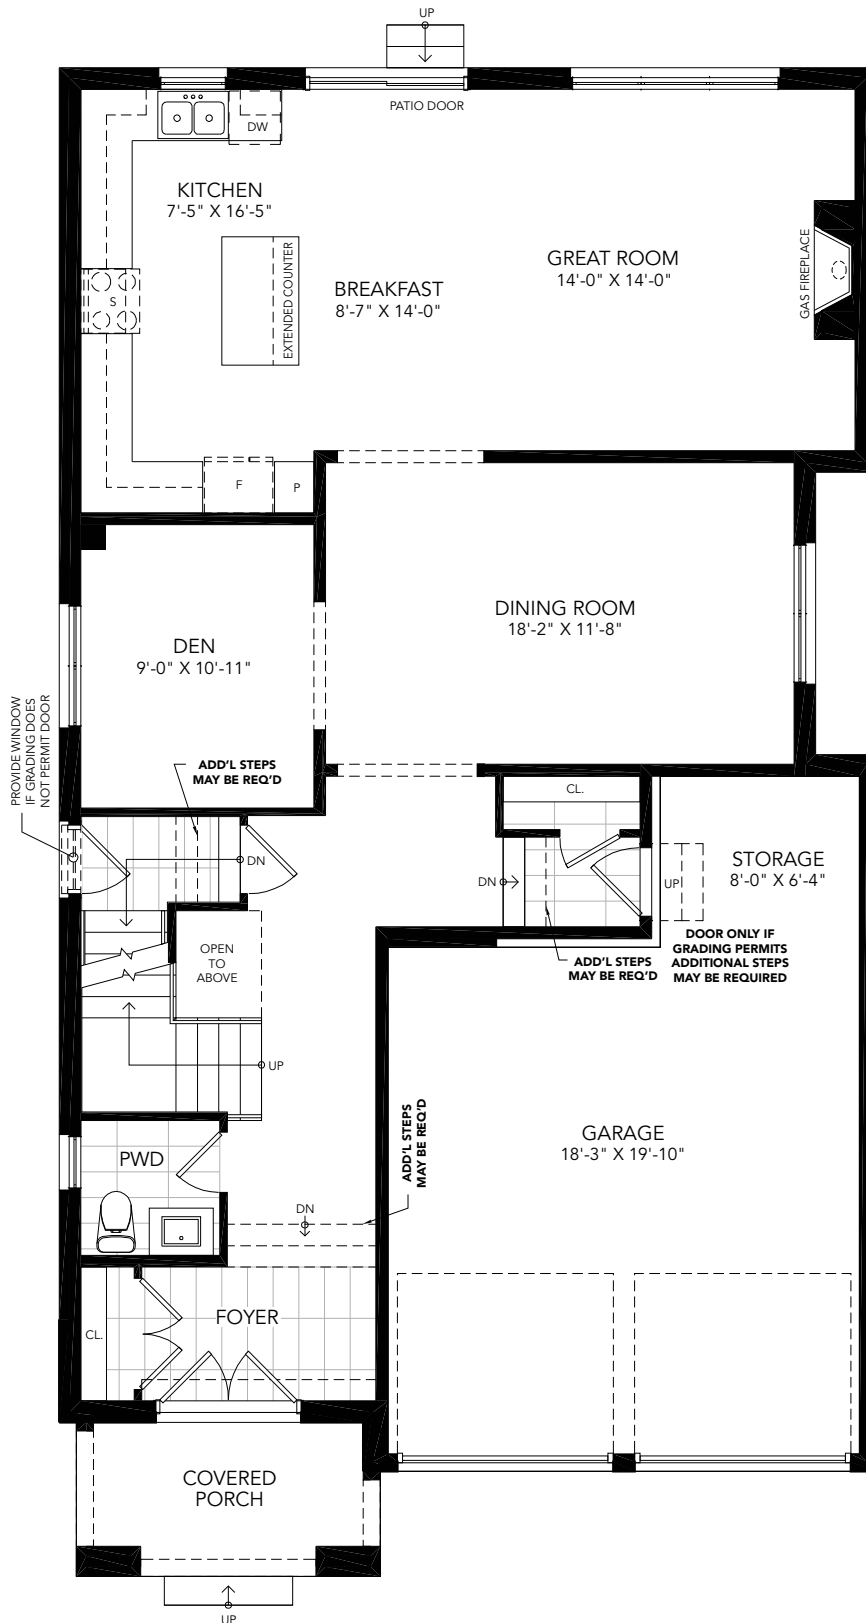 UP
PATIO DOOR
DW
KITCHEN
7'-5" X 16'-5"
GREAT ROOM
14'-0" X 14'-0"
GAS FIREPLACE
EXTENDED COUNTER
BREAKFAST
8'-7" X 14'-0"
S
F
P
DINING ROOM
18'-2" X 11'-8"
DEN
9'-0" X 10'-11"
PROVIDE WINDOW
IF GRADING DOES
NOT PERMIT DOOR
ADD'L STEPS
MAY BE REQ'D
CL.
DN
DN
UP
STORAGE
8'-0" X 6'-4"
DOOR ONLY IF
GRADING PERMITS
ADDITIONAL STEPS
MAY BE REQUIRED
ADD'L STEPS
MAY BE REQ'D
OPEN
TO
ABOVE
UP
ADD'L STEPS
MAY BE REQ'D
GARAGE
18'-3" X 19'-10"
PWD
DN
FOYER
CL.
COVERED
PORCH
UP